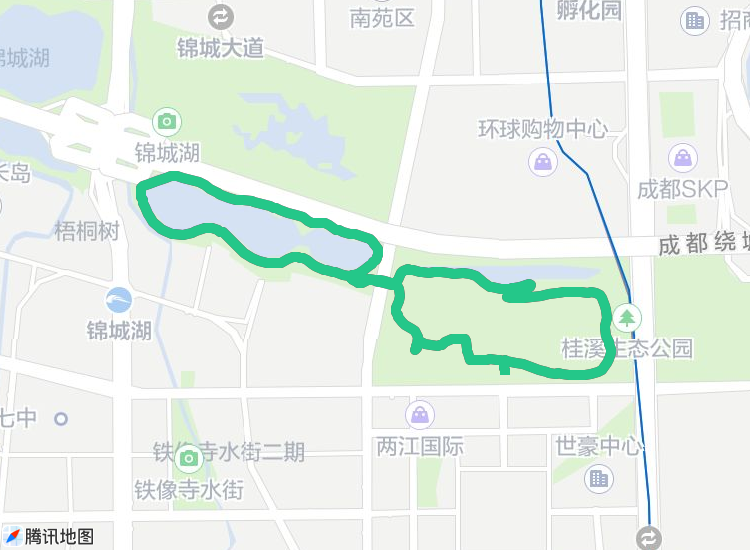 南苑区
孵化园
招商
锦城大道
锦城湖
环球购物中心
锦城湖
长岛
成都SKP
梧桐树
成都绕城
锦城湖
桂溪生态公园
七中
两江国际
世豪中心
铁像寺水街二期
铁像寺水街
腾讯地图